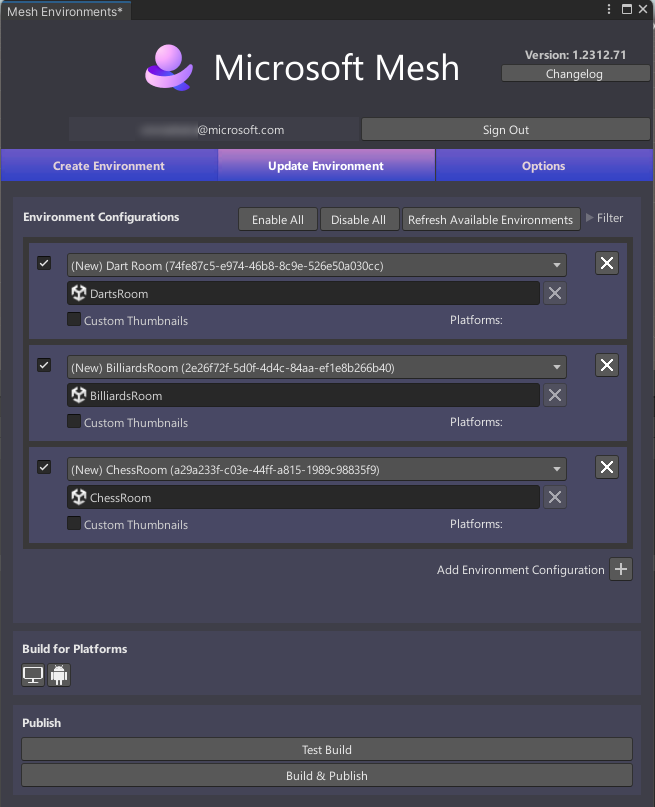 Mesh Environments*
Microsoft Mesh
Version: 1.2312.71
Changelog
@microsoft.com
Sign Out
Create Environment
Update Environment
Options
Environment Configurations
Enable All
Disable All
Refresh Available Environments
Filter
(New) Dart Room (74fe87c5-e974-46b8-8c9e-526e50a030cc)
DartsRoom
Custom Thumbnails
Platforms:
(New) BilliardsRoom (2e26f72f-5d0f-4d4c-84aa-ef1e8b266b40)
BilliardsRoom
Custom Thumbnails
Platforms:
(New) ChessRoom (a29a233f-c03e-44ff-a815-1989c98835f9)
ChessRoom
Custom Thumbnails
Platforms:
Add Environment Configuration
Build for Platforms
Publish
Test Build
Build & Publish